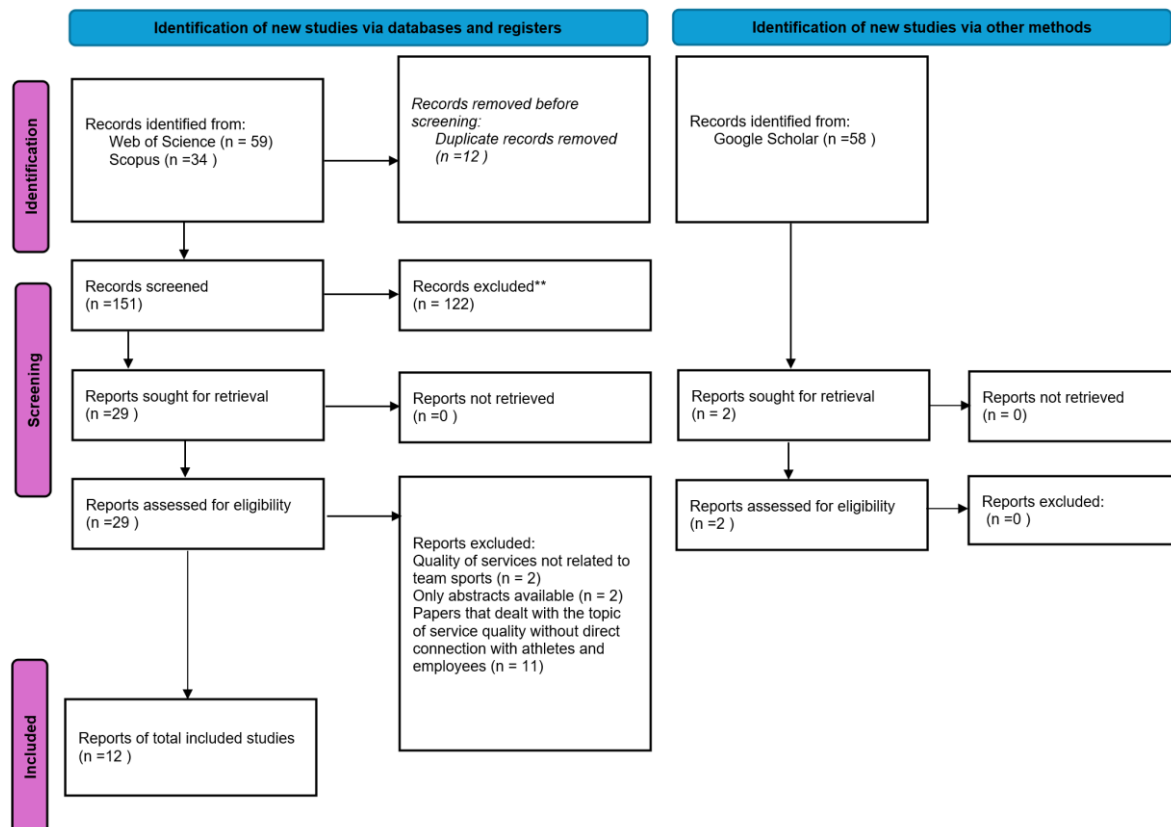 Identification of new studies via databases and registers
Identification of new studies via other methods
Identification
Records identified from:
Web of Science (n = 59)
Scopus (n =34 )
Records removed before
screening:
Duplicate records removed
(n =12 )
Records identified from:
Google Scholar (n =58 )
Screening
Records screened
(n =151)
Records excluded**
(n = 122)
Reports sought for retrieval
(n =29 )
Reports not retrieved
(n =0 )
Reports sought for retrieval
(n = 2)
Reports not retrieved
(n = 0)
Reports assessed for eligibility
(n =29 )
Reports excluded:
Quality of services not related to
team sports (n = 2)
Only abstracts available (n = 2)
Papers that dealt with the topic
of service quality without direct
connection with athletes and
employees (n = 11)
Reports assessed for eligibility
(n =2 )
Reports excluded:
(n =0 )
Included
Reports of total included studies
(n =12 )